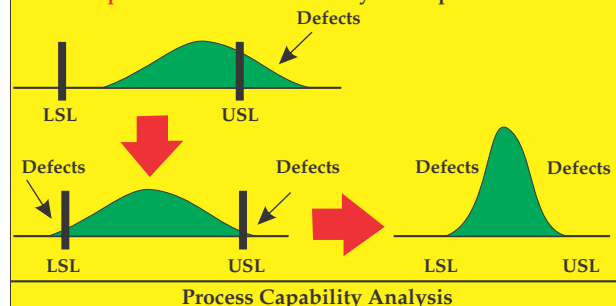 Defects
LSL USL
Defects Defects
Defects Defects
LSL USL
LSL USL
Process Capability Analysis